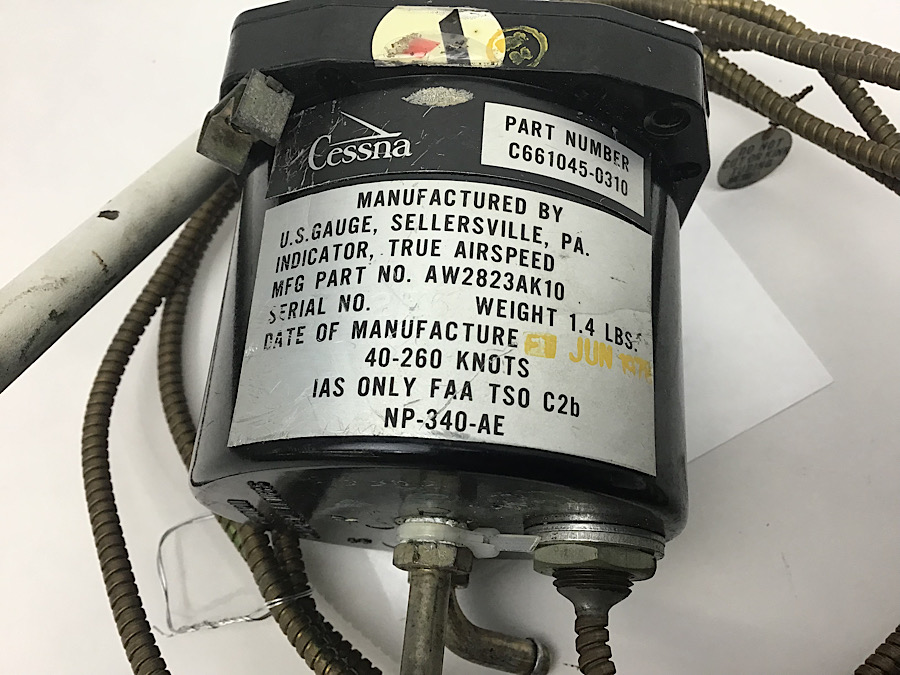 Cessna
PART NUMBER
C661045-0310
MANUFACTURED BY
U.S.GAUGE, SELLERSVILLE, PA.
INDICATOR, TRUE AIRSPEED
MFG PART NO. AW2823AK10
SERIAL NO. WEIGHT 1.4 LBS.
DATE OF MANUFACTURE JUN
40-260 KNOTS
IAS ONLY FAA TSO C2b
NP-340-AE
DO NOT